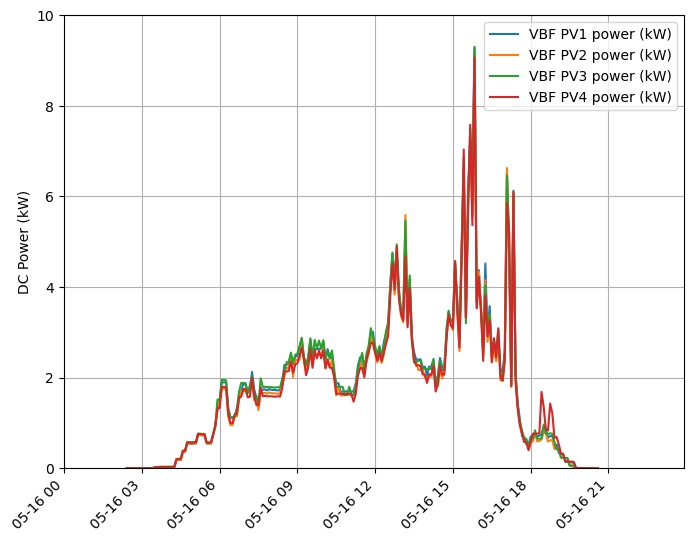 VBF PV1 power (kW)
VBF PV2 power (kW)
VBF PV3 power (kW)
VBF PV4 power (kW)
DC Power (kW)
10
8
6
4
2
0
05-16 00
05-16 03
05-16 06
05-16 09
05-16 12
05-16 15
05-16 18
05-16 21